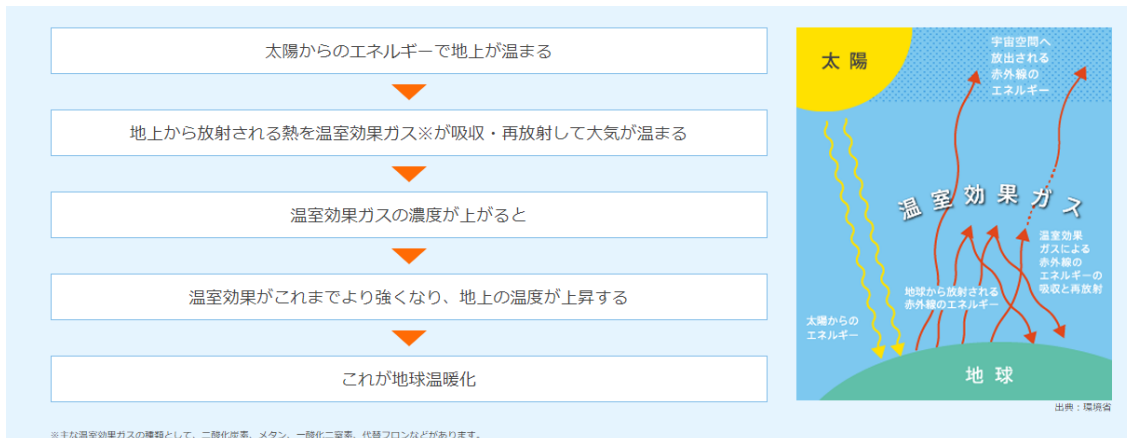 太陽からのエネルギーで地上が温まる
地上から放射される熱を温室効果ガス※が吸収・再放射して大気が温まる
温室効果ガスの濃度が上がると
温室効果がこれまでより強くなり、地上の温度が上昇する
これが地球温暖化
※主な温室効果ガスの種類として、二酸化炭素、メタン、一酸化二窒素、代替フロンなどがあります。
太陽
宇宙空間へ
放出される
赤外線の
エネルギー
温室効果ガス
温室効果
ガスによる
赤外線の
エネルギーの
吸収と再放射
地球から放射される
赤外線のエネルギー
太陽からの
エネルギー
地球
出典：環境省